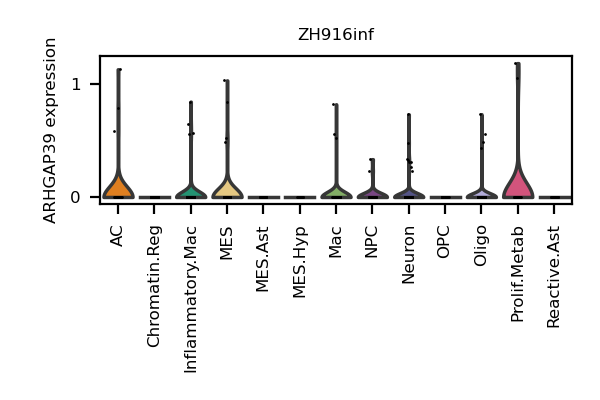 ZH916inf
ARHGAP39 expression
1
0
AC
Chromatin.Reg
Inflammatory.Mac
MES
MES.Ast
MES.Hyp
Mac
NPC
Neuron
OPC
Oligo
Prolif.Metab
Reactive.Ast